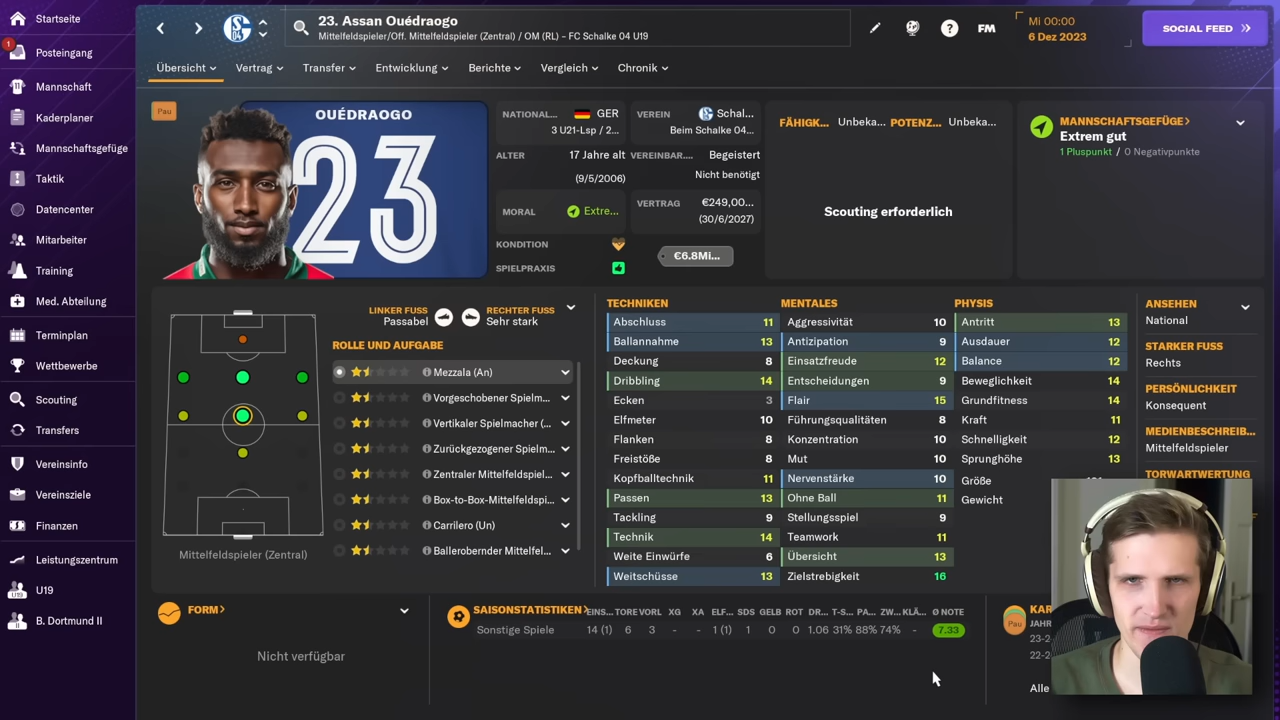 Startseite
1
Posteingang
Mannschaft
Kaderplaner
Mannschaftsgefüge
Taktik
Datencenter
Mitarbeiter
Training
Med. Abteilung
Terminplan
Wettbewerbe
Scouting
Transfers
Vereinsinfo
Vereinsziele
Finanzen
Leistungszentrum
U19
B. Dortmund II
23. Assan Ouédraogo
Mittelfeldspieler/Off. Mittelfeldspieler (Zentral) / OM (RL) - FC Schalke 04 U19
FM
Mi 00:00
6 Dez 2023
SOCIAL FEED
Übersicht Vertrag Transfer Entwicklung Berichte Vergleich Chronik
Pau
OUÉDRAOGO
23
NATIONAL... GER
3 U21-Lsp / 2...
ALTER 17 Jahre alt
(9/5/2006)
MORAL Extre...
KONDITION
SPIELPRAXIS
VEREIN Schal...
Beim Schalke 04...
VEREINBAR.... Begeistert
Nicht benötigt
VERTRAG €249,00...
(30/6/2027)
€6.8Mi...
FÄHIGK... Unbeka... POTENZ... Unbeka...
Scouting erforderlich
MANNSCHAFTSGEFÜGE
Extrem gut
1 Pluspunkt / 0 Negativpunkte
LINKER FUSS
Passabel
RECHTER FUSS
Sehr stark
ROLLE UND AUFGABE
Mezzala (An)
Vorgeschobener Spielm...
Vertikaler Spielmacher (...
Zurückgezogener Spielm...
Zentraler Mittelfeldspiel...
Box-to-Box-Mittelfeldspi...
Carrilero (Un)
Ballerobernder Mittelfel...
Mittelfeldspieler (Zentral)
TECHNIKEN
Abschluss 11
Ballannahme 13
Deckung 8
Dribbling 14
Ecken 3
Elfmeter 10
Flanken 8
Freistöße 8
Kopfballtechnik 11
Passen 13
Tackling 9
Technik 14
Weite Einwürfe 6
Weitschüsse 13
MENTALES
Aggressivität 10
Antizipation 9
Einsatzfreude 12
Entscheidungen 9
Flair 15
Führungsqualitäten 8
Konzentration 10
Mut 10
Nervenstärke 10
Ohne Ball 11
Stellungsspiel 9
Teamwork 11
Übersicht 13
Zielstrebigkeit 16
PHYSIS
Antritt 13
Ausdauer 12
Balance 12
Beweglichkeit 14
Grundfitness 14
Kraft 11
Schnelligkeit 12
Sprunghöhe 13
Größe
Gewicht
ANSEHEN
National
STARKER FUSS
Rechts
PERSÖNLICHKEIT
Konsequent
MEDIENBESCHREIB...
Mittelfeldspieler
TORWARTWERTUNG
FORM
Nicht verfügbar
SAISONSTATISTIKEN EINS... TORE VORL XG XA ELF... SDS GELB ROT DR... T-S... PA... ZW... KLÄ... Ø NOTE
Sonstige Spiele 14 (1) 6 3 - - 1 (1) 1 0 0 1.06 31% 88% 74% - 7.33
Pau
KAR
JAHR
23-2
22-2
Alle